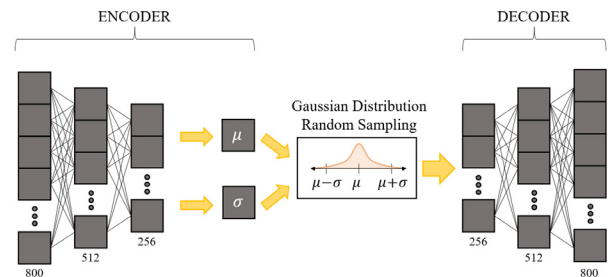 ENCODER
DECODER
Gaussian Distribution
Random Sampling
μ
σ
μ−σ μ μ+σ
800
512
256
256
512
800